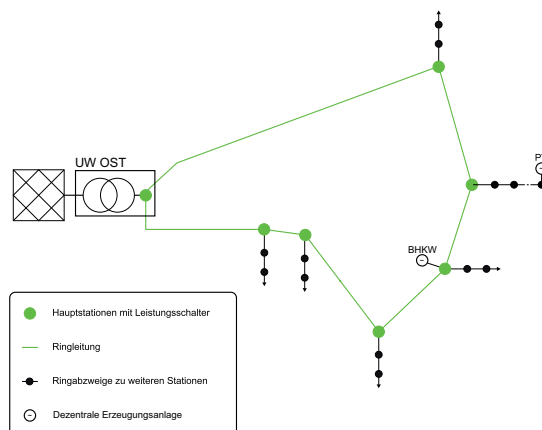 UW OST
BHKW
Hauptstationen mit Leistungsschalter
Ringleitung
Ringabzweige zu weiteren Stationen
Dezentrale Erzeugungsanlage